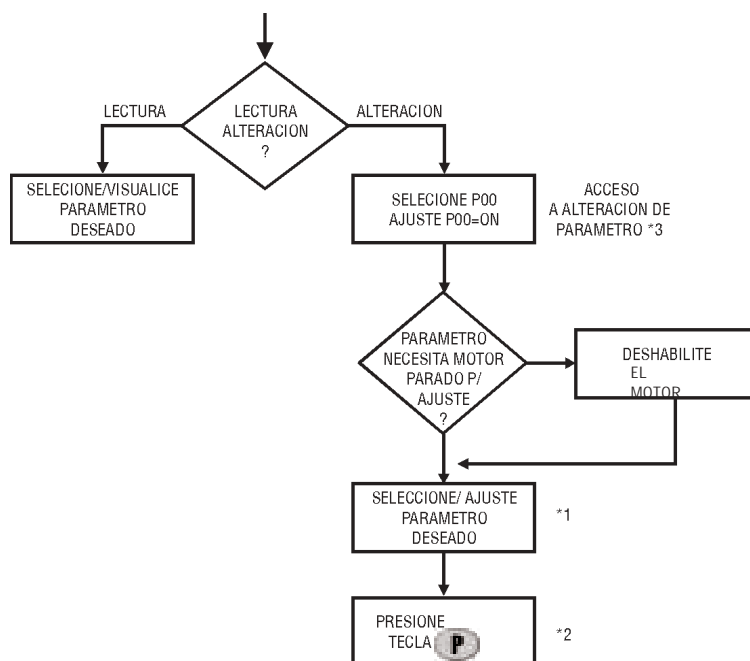 LECTURA
LECTURA
ALTERACION
?
ALTERACION
SELECIONE/VISUALICE
PARAMETRO
DESEADO
SELECIONE P00
AJUSTE P00=ON
ACCESO
A ALTERACION DE
PARAMETRO *3
PARAMETRO
NECESITA MOTOR
PARADO P/
AJUSTE
?
DESHABILITE
EL
MOTOR
SELECCIONE/ AJUSTE
PARAMETRO
DESEADO
*1
PRESIONE
TECLA P
*2